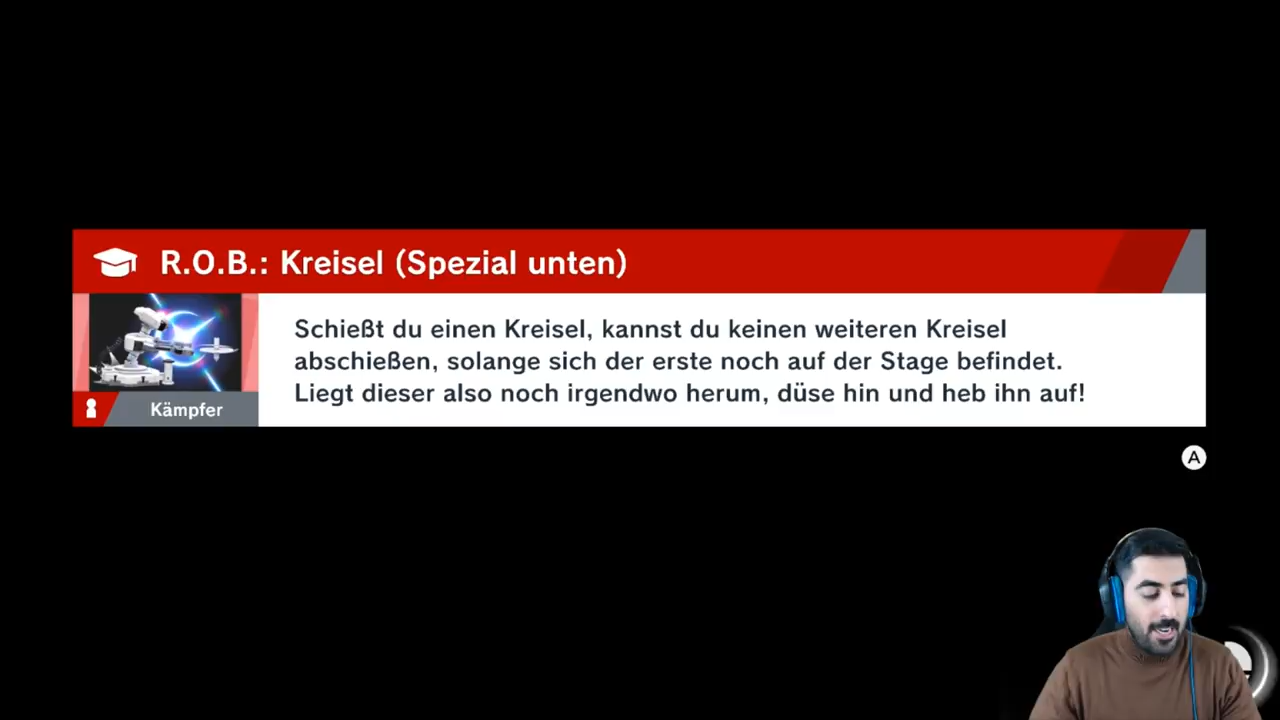 R.O.B.: Kreisel (Spezial unten)
Schießt du einen Kreisel, kannst du keinen weiteren Kreisel
abschießen, solange sich der erste noch auf der Stage befindet.
Liegt dieser also noch irgendwo herum, düse hin und heb ihn auf!
Kämpfer
A